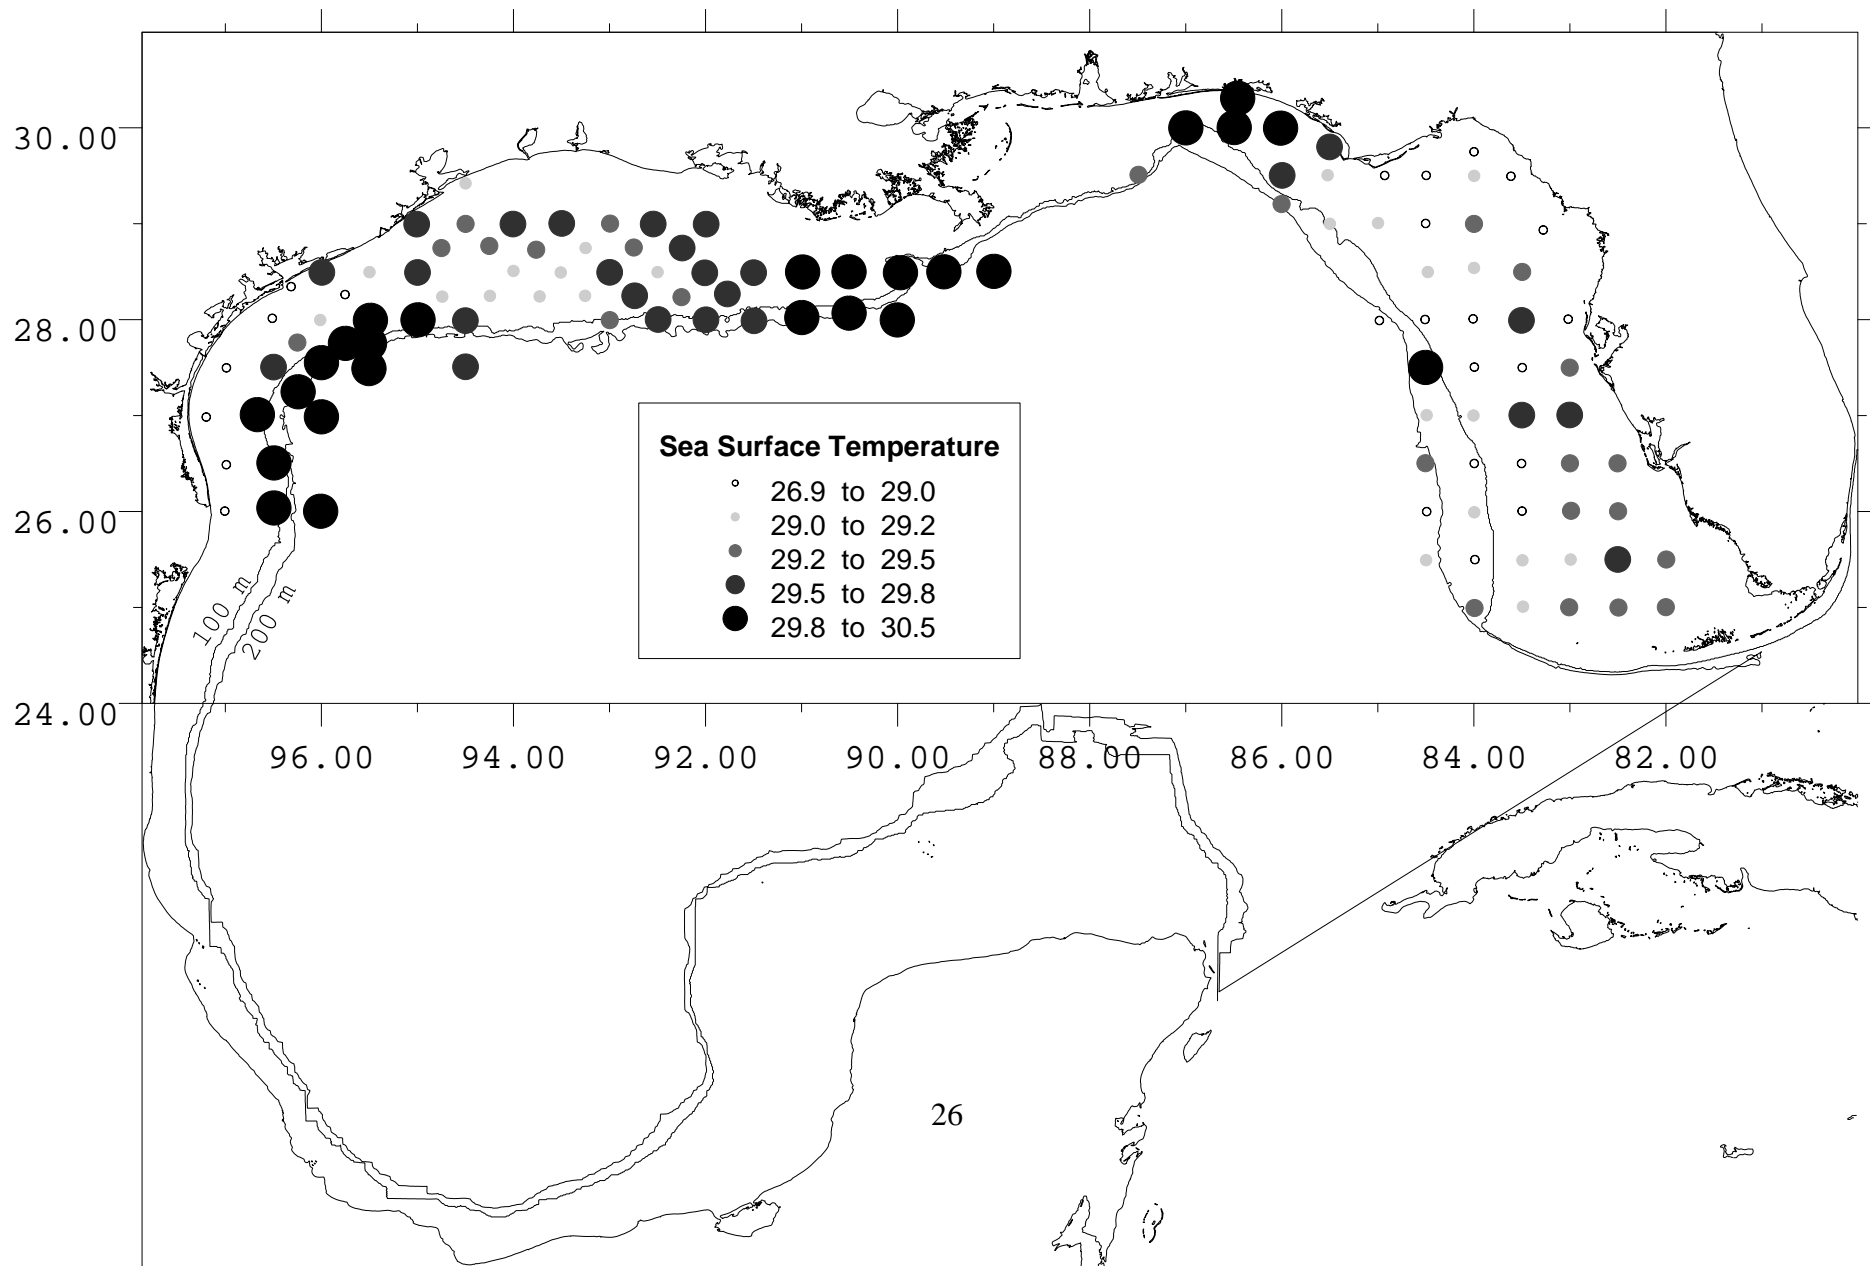 30.00
28.00
26.00
24.00
96.00 94.00 92.00 90.00 88.00 86.00 84.00 82.00
100 m
200 m
Sea Surface Temperature
26.9 to 29.0
29.0 to 29.2
29.2 to 29.5
29.5 to 29.8
29.8 to 30.5
26